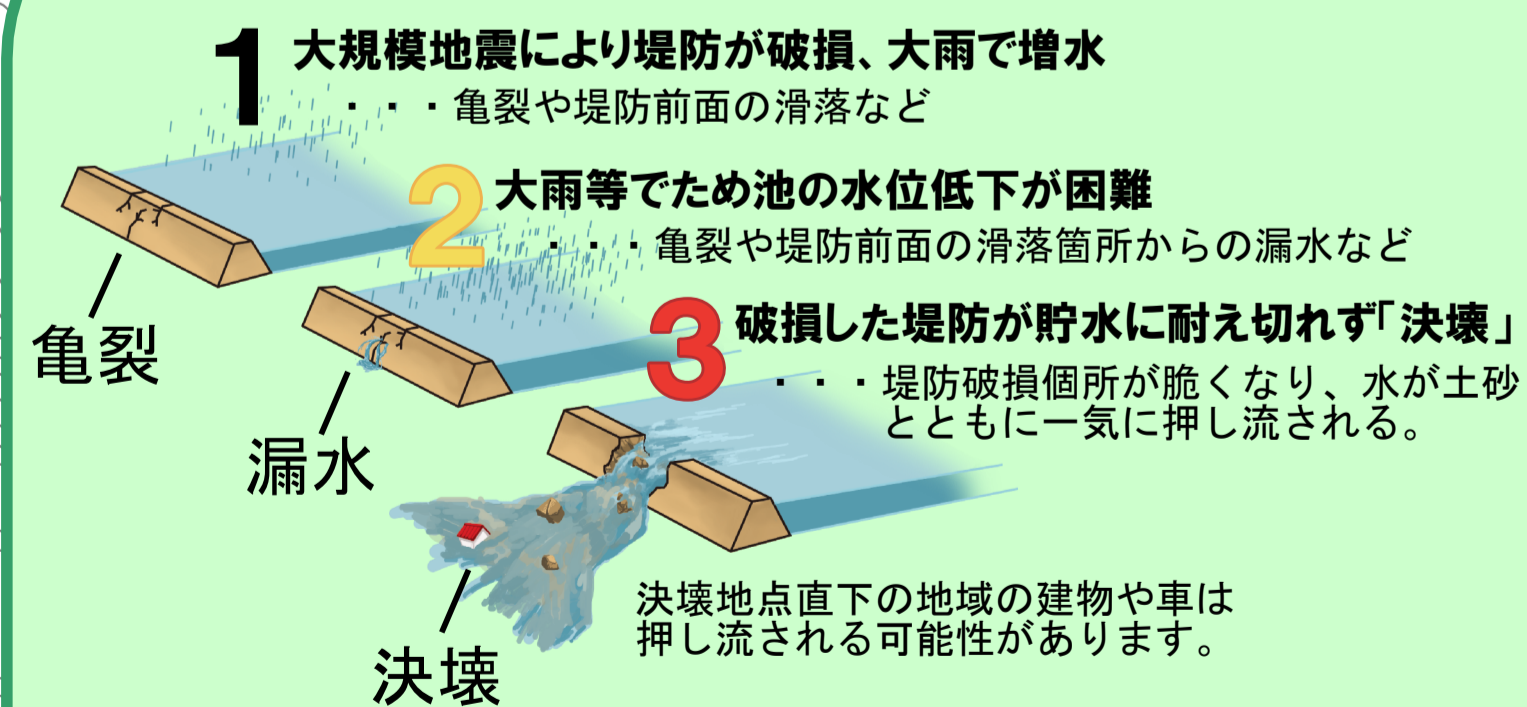 1 大規模地震により堤防が破損、大雨で増水
・・・亀裂や堤防前面の滑落など
2 大雨等でため池の水位低下が困難
・・・亀裂や堤防前面の滑落箇所からの漏水など
亀裂
3 破損した堤防が貯水に耐え切れず「決壊」
・・・堤防破損個所が脆くなり、水が土砂
とともに一気に押し流される。
漏水
決壊地点直下の地域の建物や車は
押し流される可能性があります。
決壊